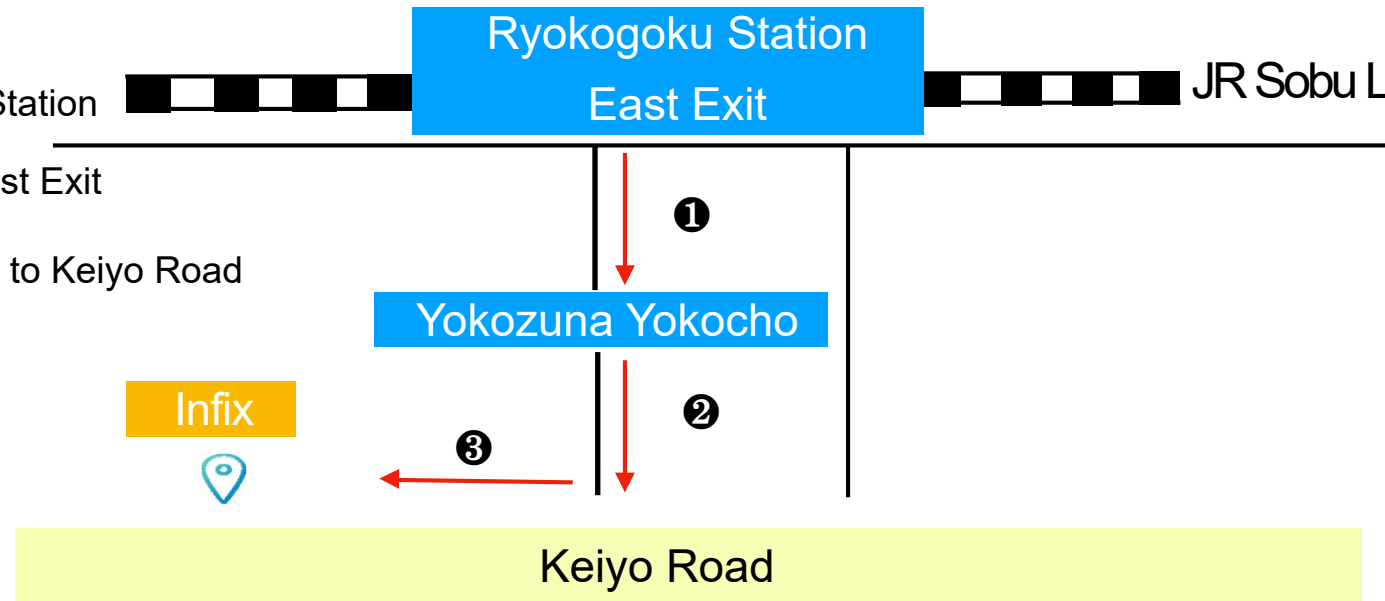 Ryokogoku Station
East Exit
Station
JR Sobu L
st Exit
❶
to Keiyo Road
Yokozuna Yokocho
Infix
❷
❸
Keiyo Road